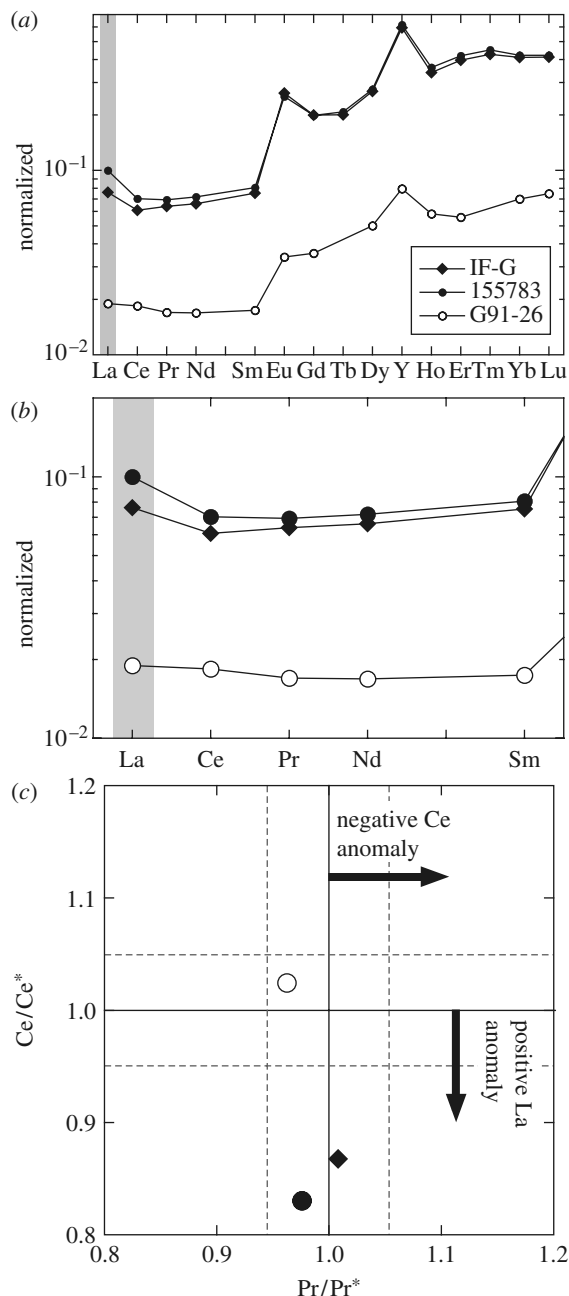 (a)
normalized
10⁻¹
10⁻²
IF-G
155783
G91-26
La Ce Pr Nd Sm Eu Gd Tb Dy Y Ho Er Tm Yb Lu
(b)
normalized
10⁻¹
10⁻²
La Ce Pr Nd Sm
(c)
Ce/Ce*
1.2
1.1
1.0
0.9
0.8
negative Ce
anomaly
positive La
anomaly
0.8 0.9 1.0 1.1 1.2
Pr/Pr*